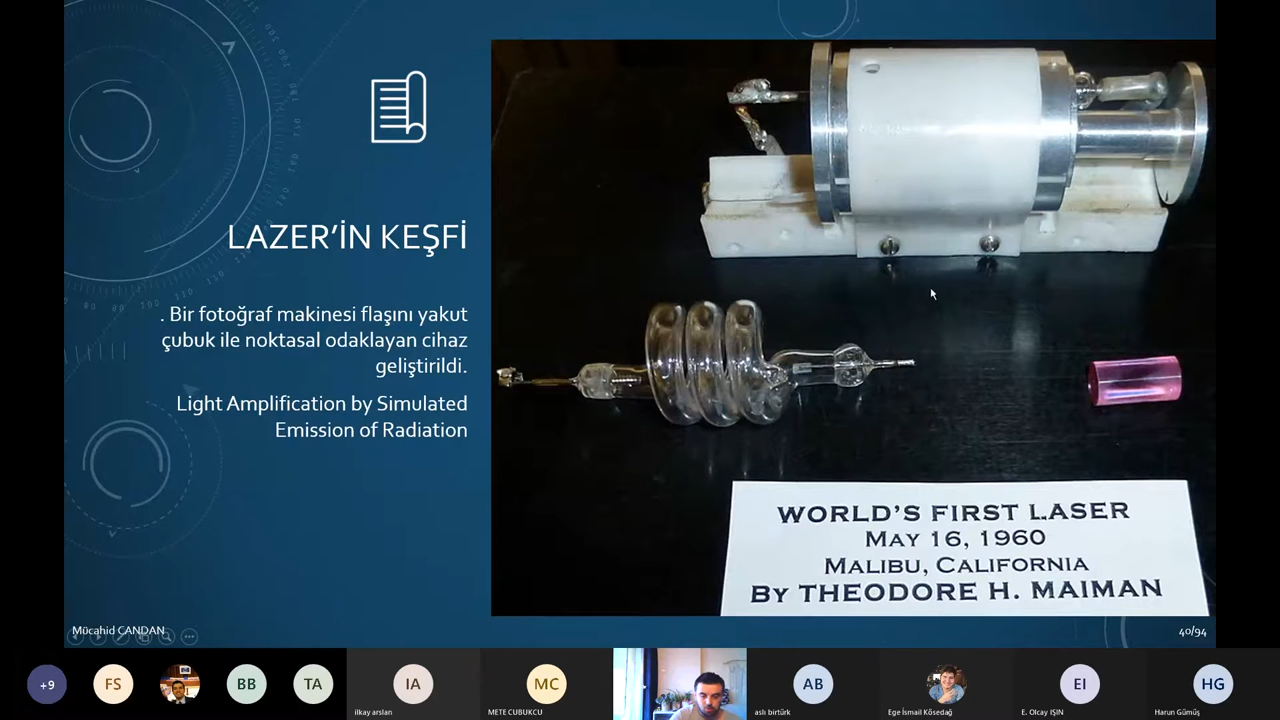 LAZER’İN KEŞFİ
. Bir fotoğraf makinesi flaşını yakut
çubuk ile noktasal odaklayan cihaz
geliştirildi.
Light Amplification by Simulated
Emission of Radiation
WORLD'S FIRST LASER
MAY 16, 1960
MALIBU, CALIFORNIA
BY THEODORE H. MAIMAN
Mücahid CANDAN
40/94
+9
FS
BB
TA
IA
ilkay arslan
MC
METE CUBUKCU
AB
aslı birtürk
Ege İsmail Kösedağ
EI
E. Olcay IŞIN
HG
Harun Gümüş